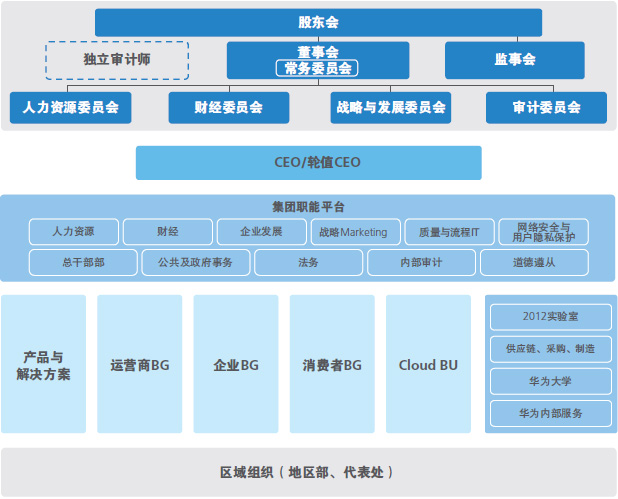 股东会
独立审计师
董事会
常务委员会
监事会
人力资源委员会
财经委员会
战略与发展委员会
审计委员会
CEO/轮值CEO
集团职能平台
人力资源
财经
企业发展
战略Marketing
质量与流程IT
网络安全与
用户隐私保护
总干部部
公共及政府事务
法务
内部审计
道德遵从
产品与
解决方案
运营商BG
企业BG
消费者BG
Cloud BU
2012实验室
供应链、采购、制造
华为大学
华为内部服务
区域组织（地区部、代表处）